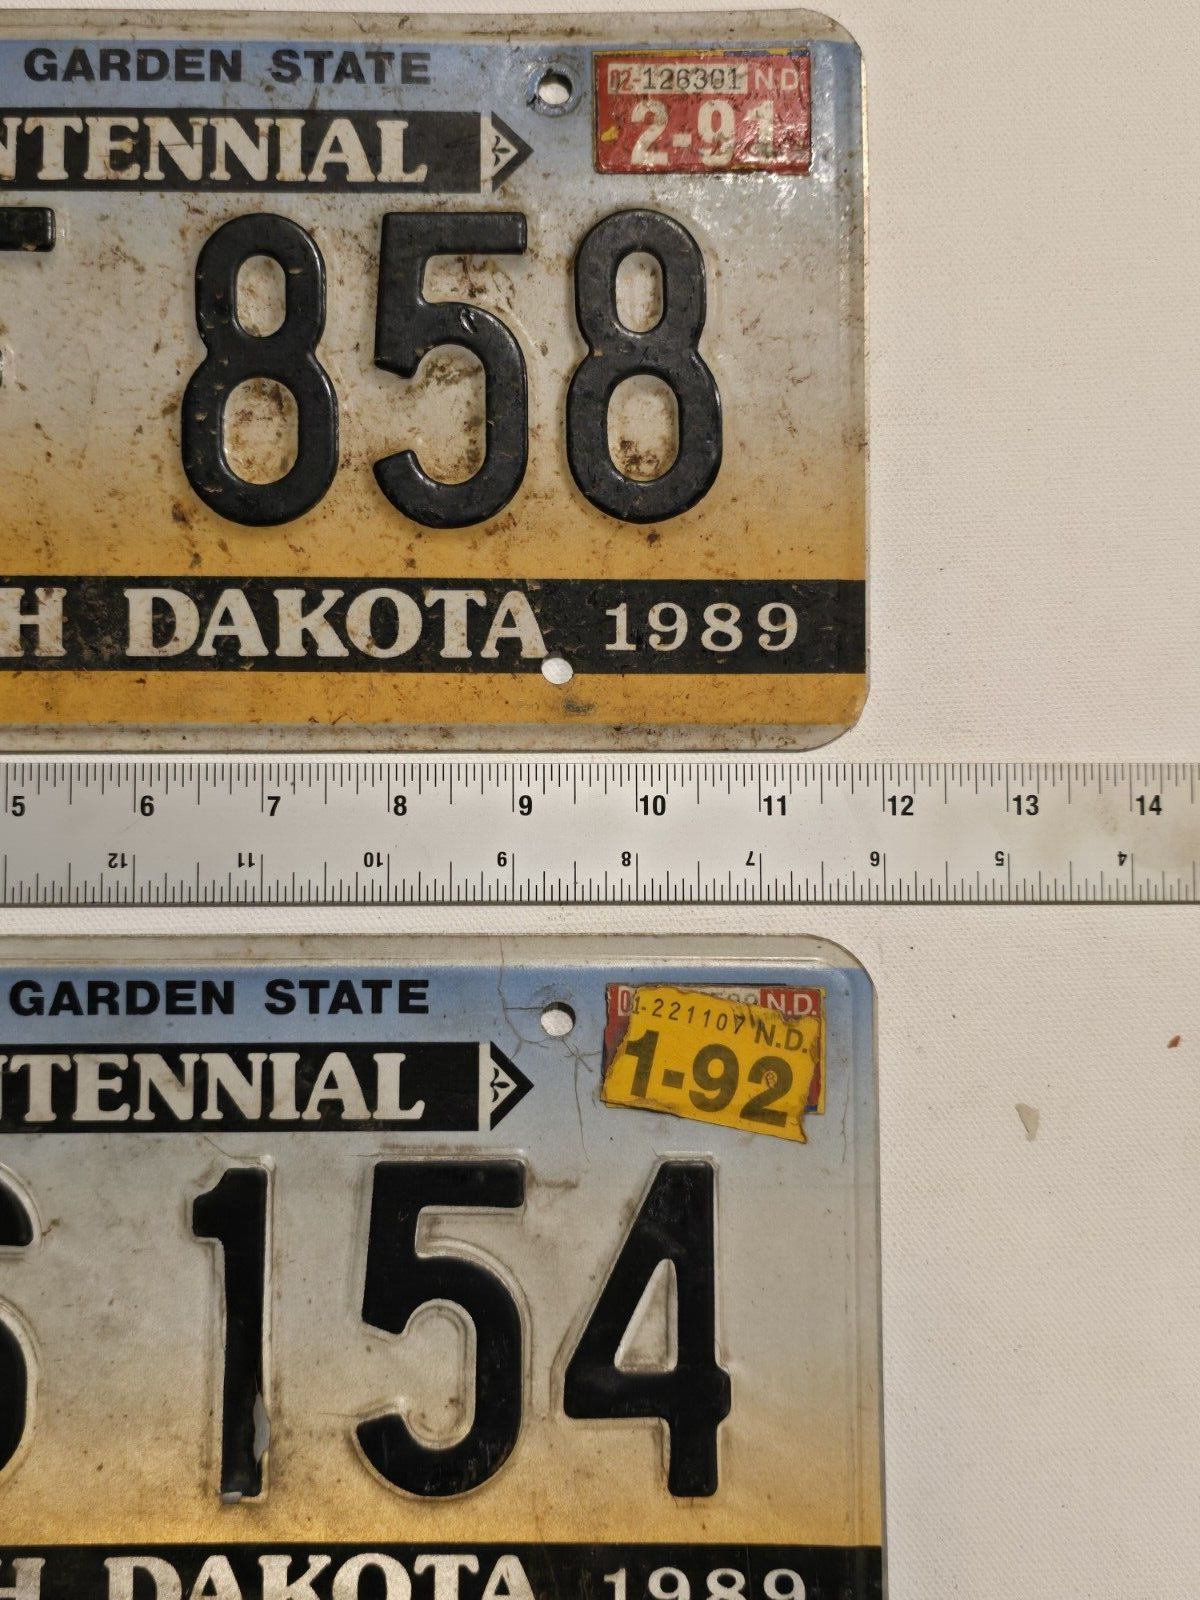 GARDEN STATE
02-126301 N.D.
2-91
NTENNIAL
858
H DAKOTA 1989
5 6 7 8 9 10 11 12 13 14
12 11 10 9 8 7 6 5 4
GARDEN STATE
01 N.D.
1-221107 N.D.
1-92
NTENNIAL
154
H DAKOTA 1989